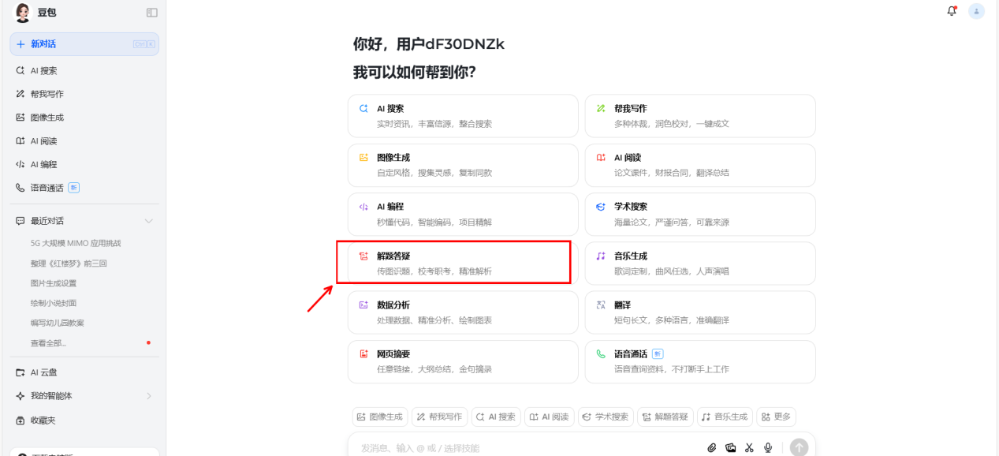 豆包
新对话
Ctrl K
AI 搜索
帮我写作
图像生成
AI 阅读
AI 编程
语音通话 新
最近对话
5G 大规模 MIMO 应用挑战
整理《红楼梦》前三回
图片生成设置
绘制小说封面
编写幼儿园教案
查看全部...
AI 云盘
我的智能体
收藏夹
你好，用户dF30DNZk
我可以如何帮到你？
AI 搜索
实时资讯，丰富信源，整合搜索
帮我写作
多种体裁，润色校对，一键成文
图像生成
自定风格，搜集灵感，复制同款
AI 阅读
论文课件，财报合同，翻译总结
AI 编程
秒懂代码，智能编码，项目精解
学术搜索
海量论文，严谨问答，可靠来源
解题答疑
传图识题，校考职考，精准解析
音乐生成
歌词定制，曲风任选，人声演唱
数据分析
处理数据、精准分析、绘制图表
翻译
短句长文，多种语言，准确翻译
网页摘要
任意链接，大纲总结，金句摘录
语音通话 新
语音查询资料，不打断手上工作
图像生成 帮我写作 AI 搜索 AI 阅读 学术搜索 解题答疑 音乐生成 更多
发消息、输入 @ 或 / 选择技能